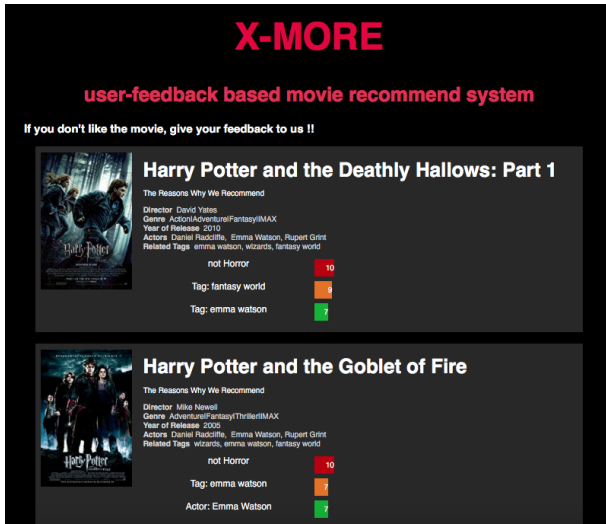 X-MORE
user-feedback based movie recommend system
If you don't like the movie, give your feedback to us !!
Harry Potter and the Deathly Hallows: Part 1
The Reasons Why We Recommend
Director David Yates
Genre Action|Adventure|Fantasy|IMAX
Year of Release 2010
Actors Daniel Radcliffe, Emma Watson, Rupert Grint
Related Tags emma watson, wizards, fantasy world
not Horror 10
Tag: fantasy world 9
Tag: emma watson 7
Harry Potter
Harry Potter and the Goblet of Fire
The Reasons Why We Recommend
Director Mike Newell
Genre Adventure|Fantasy|Thriller|IMAX
Year of Release 2005
Actors Daniel Radcliffe, Emma Watson, Rupert Grint
Related Tags wizards, emma watson, fantasy world
not Horror 10
Tag: emma watson 7
Actor: Emma Watson 7
Harry Potter